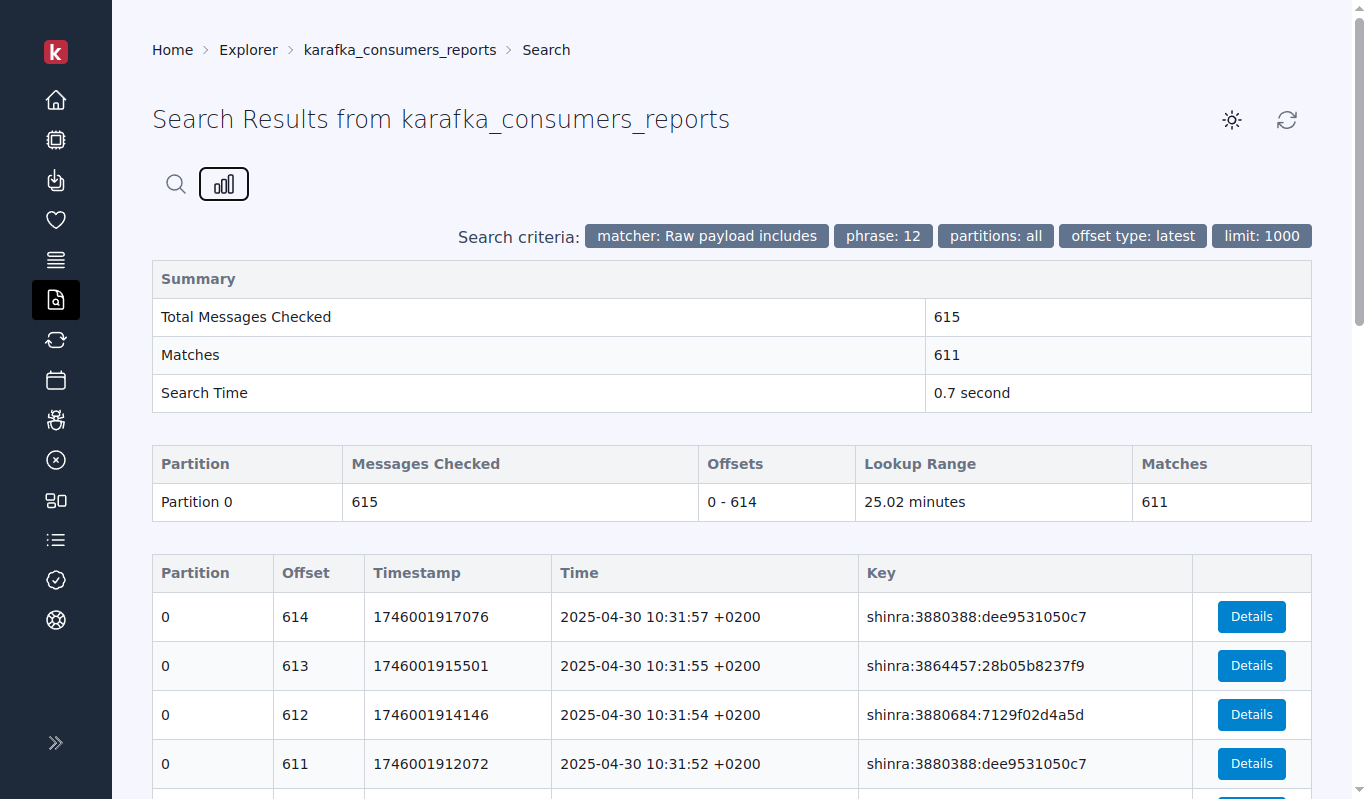 k
Home > Explorer > karafka_consumers_reports > Search
Search Results from karafka_consumers_reports
Search criteria: matcher: Raw payload includes phrase: 12 partitions: all offset type: latest limit: 1000
Summary
Total Messages Checked 615
Matches 611
Search Time 0.7 second
Partition Messages Checked Offsets Lookup Range Matches
Partition 0 615 0 - 614 25.02 minutes 611
Partition Offset Timestamp Time Key
0 614 1746001917076 2025-04-30 10:31:57 +0200 shinra:3880388:dee9531050c7 Details
0 613 1746001915501 2025-04-30 10:31:55 +0200 shinra:3864457:28b05b8237f9 Details
0 612 1746001914146 2025-04-30 10:31:54 +0200 shinra:3880684:7129f02d4a5d Details
0 611 1746001912072 2025-04-30 10:31:52 +0200 shinra:3880388:dee9531050c7 Details